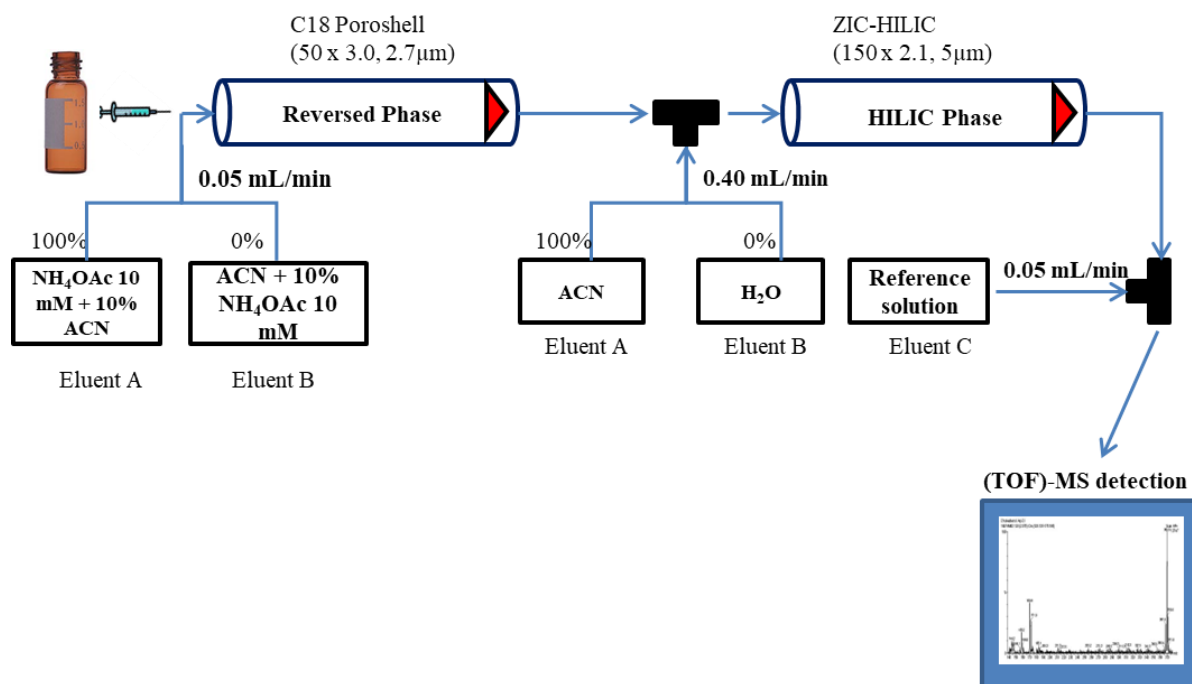 C18 Poroshell
(50 x 3.0, 2.7µm)
ZIC-HILIC
(150 x 2.1, 5µm)
Reversed Phase
HILIC Phase
0.05 mL/min
0.40 mL/min
100%
0%
100%
0%
NH₄OAc 10
mM + 10%
ACN
ACN + 10%
NH₄OAc 10
mM
ACN
H₂O
Reference
solution
0.05 mL/min
Eluent A
Eluent B
Eluent A
Eluent B
Eluent C
(TOF)-MS detection